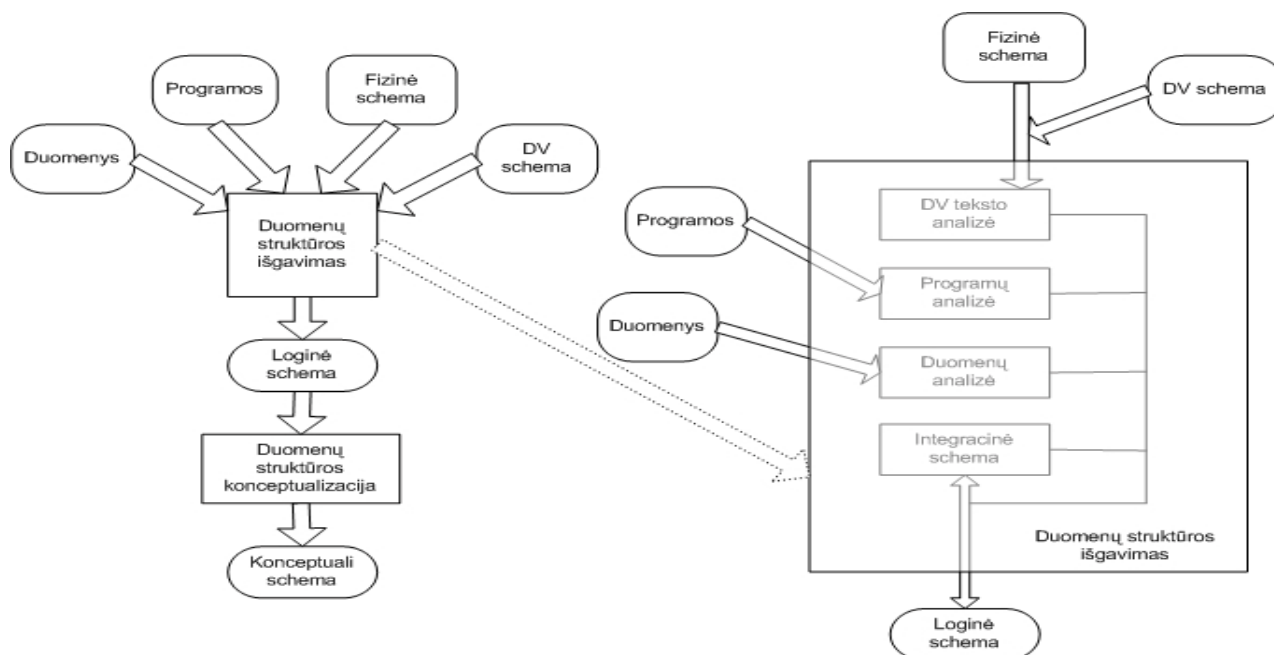 Programos
Fizinė
schema
Duomenys
DV
schema
Duomenų
struktūros
išgavimas
Loginė
schema
Duomenų
struktūros
konceptualizacija
Konceptuali
schema
Fizinė
schema
DV schema
DV teksto
analizė
Programos
Programų
analizė
Duomenys
Duomenų
analizė
Integracinė
schema
Duomenų struktūros
išgavimas
Loginė
schema